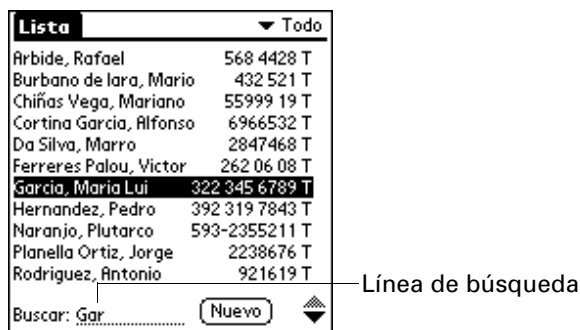 Lista
Todo
Arbide, Rafael 568 4428 T
Burbano de lara, Mario 432 521 T
Chiñas Vega, Mariano 55999 19 T
Cortina Garcia, Alfonso 6966532 T
Da Silva, Marro 2847468 T
Ferreres Palou, Victor 262 06 08 T
Garcia, Maria Lui 322 345 6789 T
Hernandez, Pedro 392 319 7843 T
Naranjo, Plutarco 593-2355211 T
Planella Ortiz, Jorge 2238676 T
Rodriguez, Antonio 921619 T
Línea de búsqueda
Buscar: Gar Nuevo